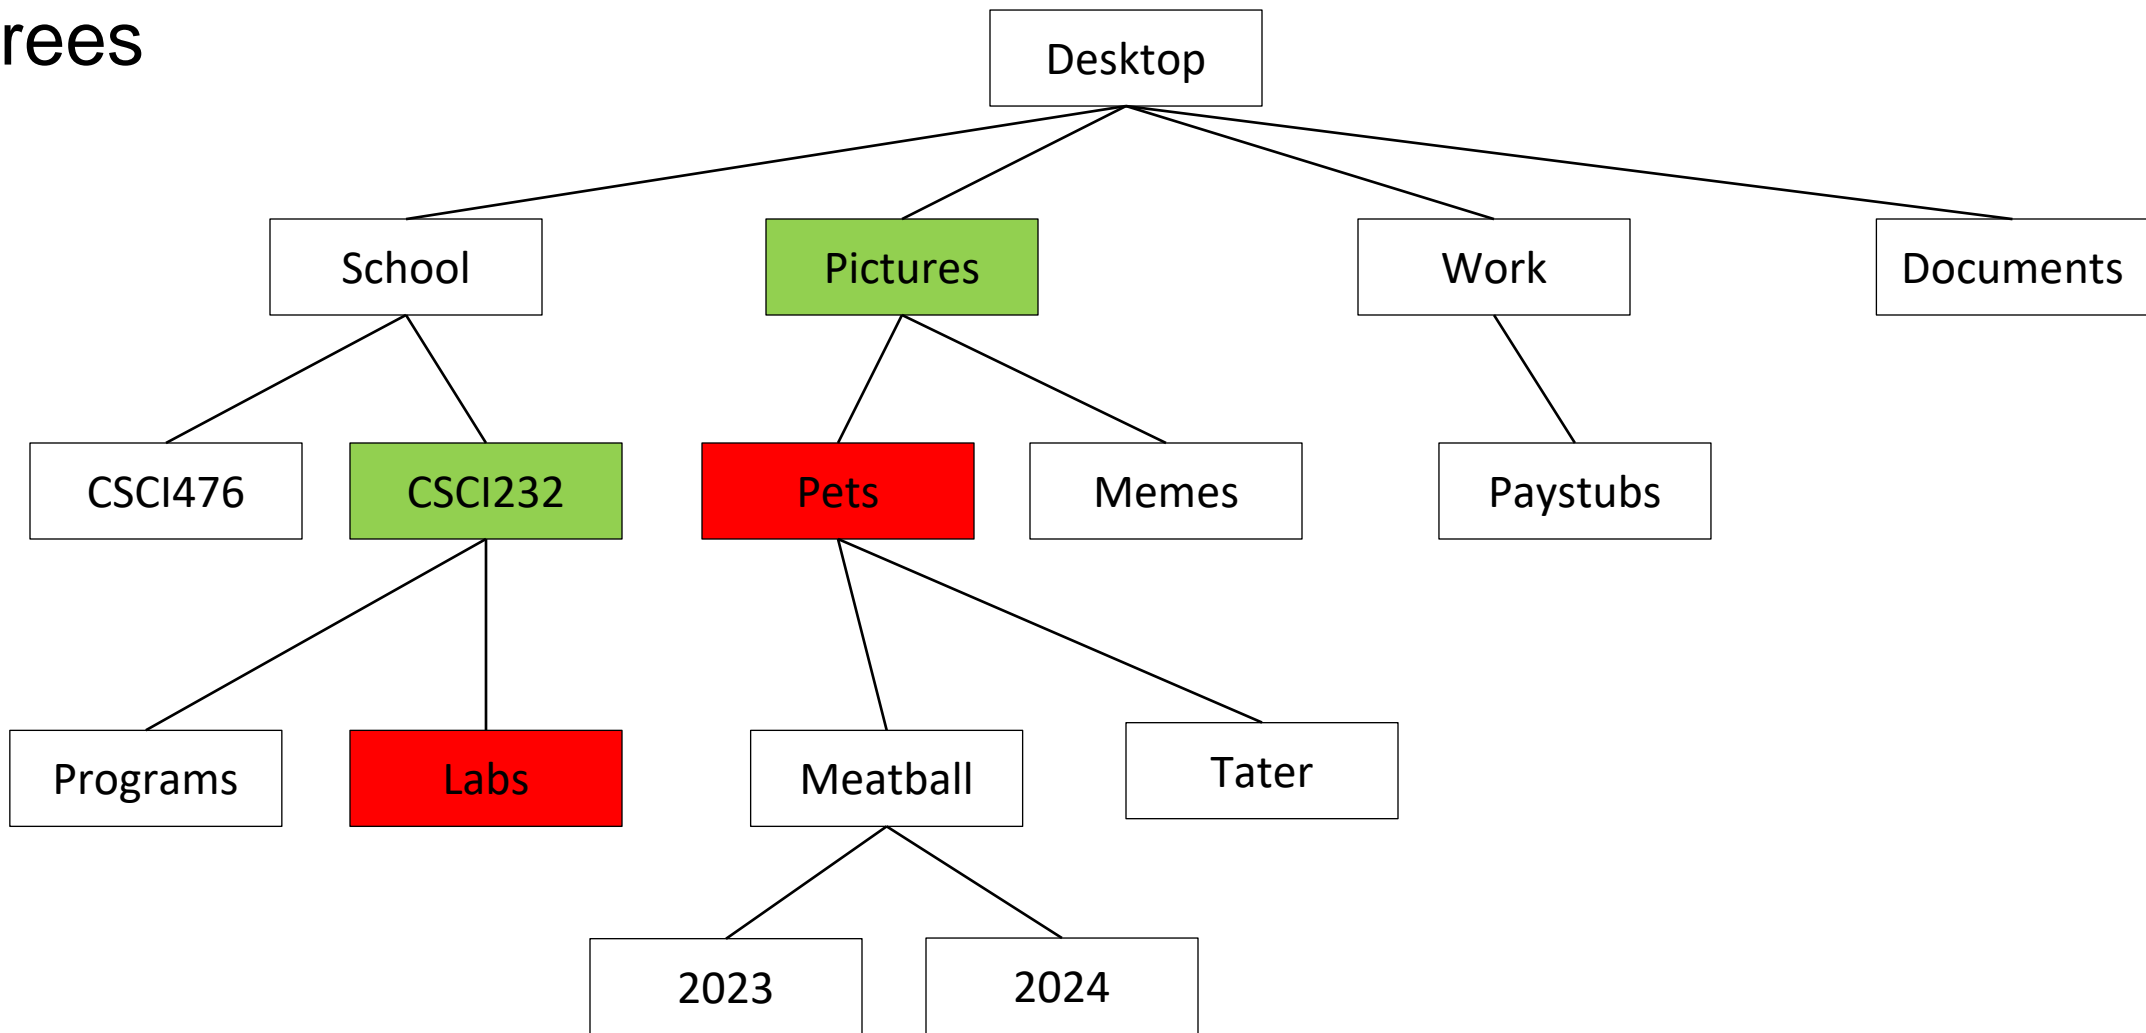 rees
Desktop
School
Pictures
Work
Documents
CSCI476
CSCI232
Pets
Memes
Paystubs
Programs
Labs
Meatball
Tater
2023
2024